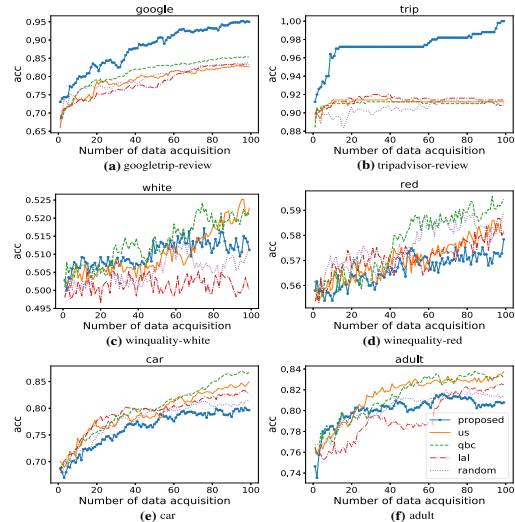 google
acc
0.95
0.90
0.85
0.80
0.75
0.70
0.65
0 20 40 60 80 100
Number of data acquisition
(a) googletrip-review
trip
acc
1.00
0.96
0.92
0.88
0 20 40 60 80 100
Number of data acquisition
(b) tripadvisor-review
white
acc
0.525
0.520
0.515
0.510
0.505
0.500
0.495
0 20 40 60 80 100
Number of data acquisition
(c) winquality-white
red
acc
0.59
0.58
0.57
0.56
0 20 40 60 80 100
Number of data acquisition
(d) winequality-red
car
acc
0.85
0.80
0.75
0.70
0 20 40 60 80 100
Number of data acquisition
(e) car
adult
acc
0.84
0.82
0.80
0.78
0.76
0.74
proposed
us
qbc
lal
random
0 20 40 60 80 100
Number of data acquisition
(f) adult